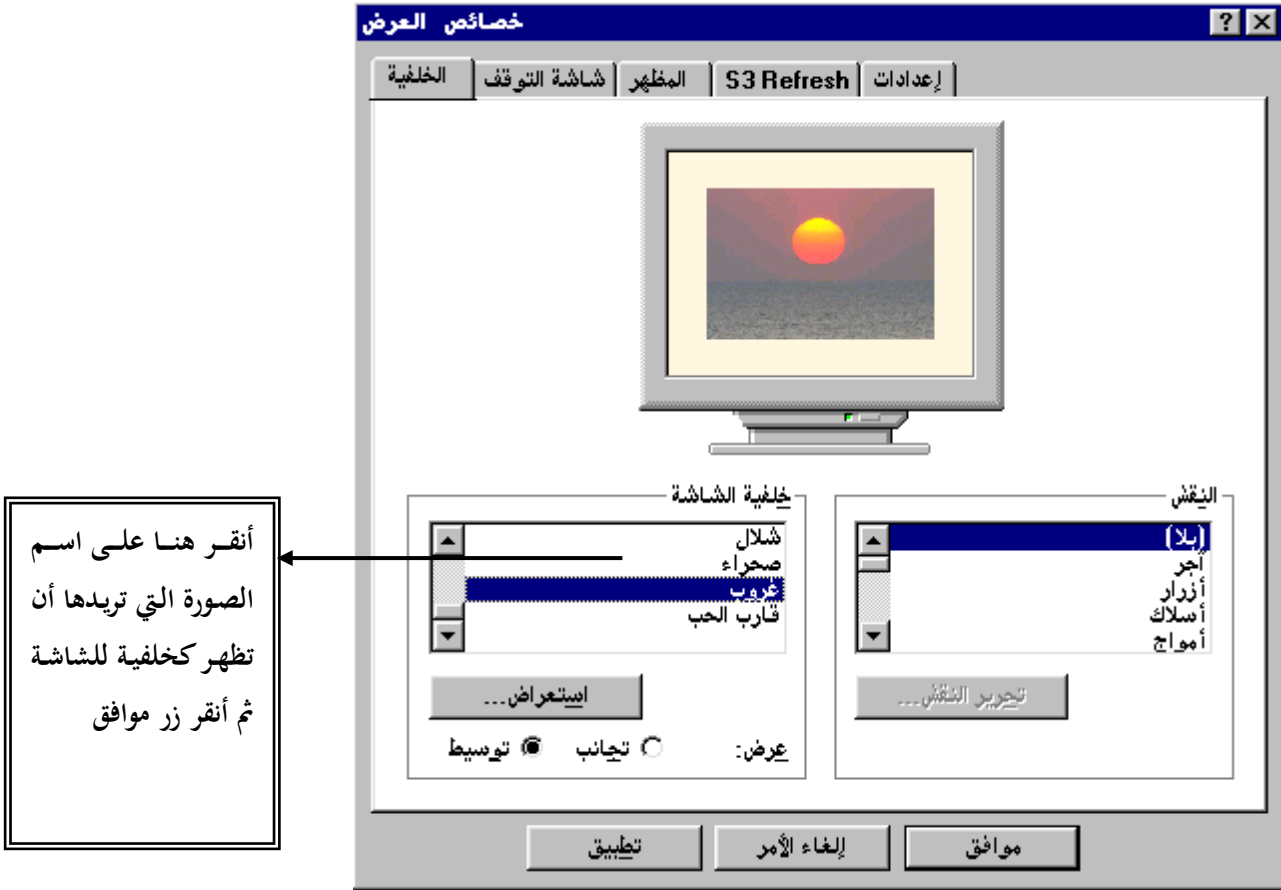 خصائص العرض
الخلفية
شاشة التوقف
المظهر
S3 Refresh
إعدادات
النقش
(بلا)
آجر
أزرار
أسلاك
أمواج
تحرير النقش...
خلفية الشاشة
شلال
صحراء
غروب
قارب الحب
استعراض...
عرض: تجانب توسيط
موافق
إلغاء الأمر
تطبيق
أنقر هنا على اسم
الصورة التي تريدها أن
تظهر كخلفية للشاشة
ثم أنقر زر موافق